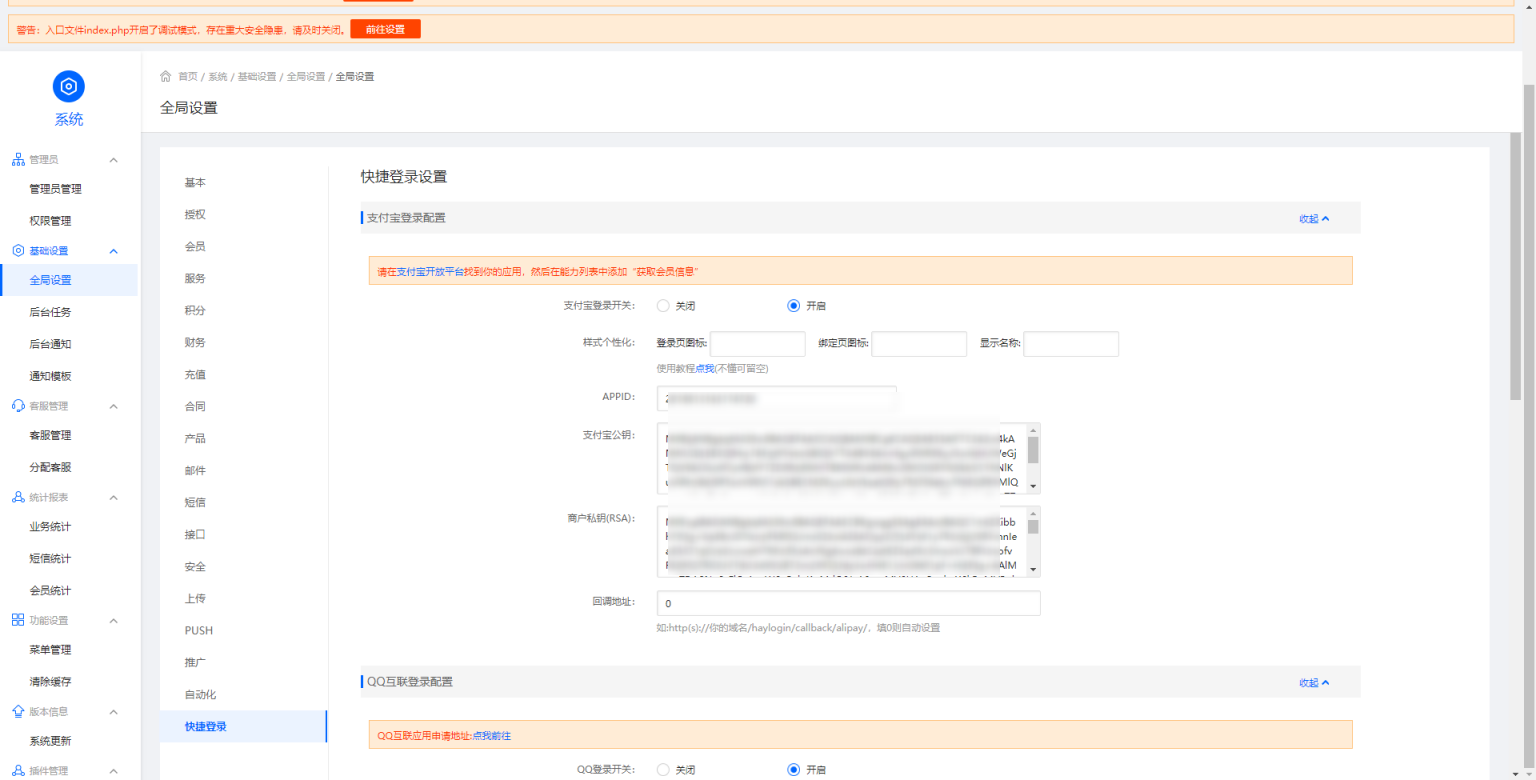 警告：入口文件index.php开启了调试模式，存在重大安全隐患，请及时关闭。 前往设置
系统
首页 / 系统 / 基础设置 / 全局设置 / 全局设置
全局设置
管理员
管理员管理
权限管理
基础设置
全局设置
后台任务
后台通知
通知模板
客服管理
客服管理
分配客服
统计报表
业务统计
短信统计
会员统计
功能设置
菜单管理
清除缓存
版本信息
系统更新
插件管理
基本
授权
会员
服务
积分
财务
充值
合同
产品
邮件
短信
接口
安全
上传
PUSH
推广
自动化
快捷登录
快捷登录设置
支付宝登录配置 收起
请在支付宝开放平台找到你的应用，然后在能力列表中添加“获取会员信息”
支付宝登录开关： 关闭 开启
样式个性化： 登录页图标: 绑定页图标: 显示名称:
使用教程点我(不懂可留空)
APPID：
支付宝公钥：
商户私钥(RSA)：
回调地址： 0
如:http(s)://你的域名/haylogin/callback/alipay/，填0则自动设置
QQ互联登录配置 收起
QQ互联应用申请地址:点我前往
QQ登录开关： 关闭 开启